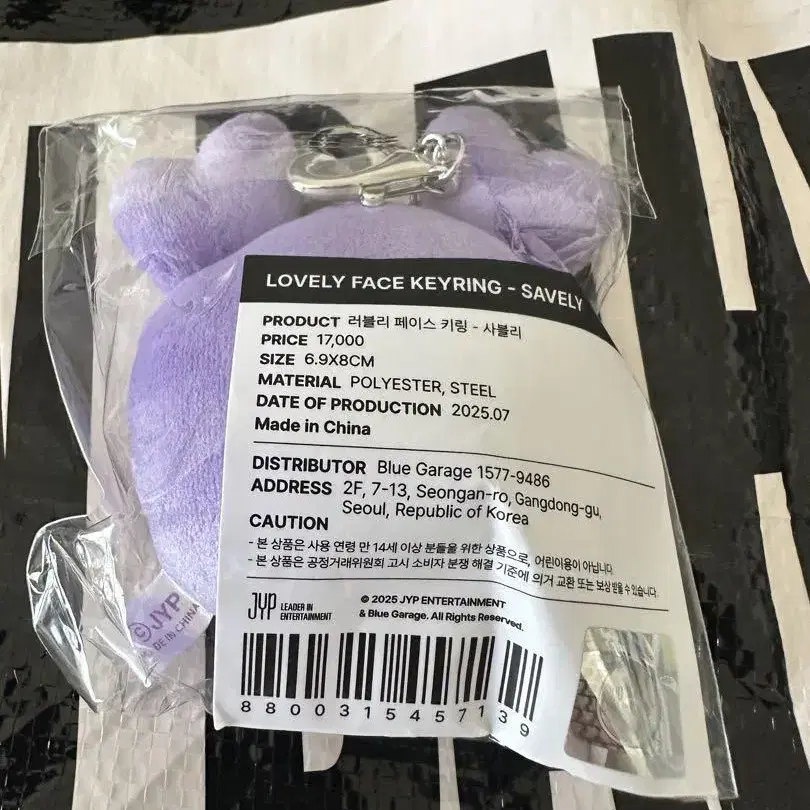 LOVELY FACE KEYRING - SAVELY
PRODUCT 러블리 페이스 키링 - 사블리
PRICE 17,000
SIZE 6.9X8CM
MATERIAL POLYESTER, STEEL
DATE OF PRODUCTION 2025.07
Made in China
DISTRIBUTOR Blue Garage 1577-9486
ADDRESS 2F, 7-13, Seongan-ro, Gangdong-gu,
Seoul, Republic of Korea
CAUTION
- 본 상품은 사용 연령 만 14세 이상 분들을 위한 상품으로, 어린이용이 아닙니다.
- 본 상품은 공정거래위원회 고시 소비자 분쟁 해결 기준에 의거 교환 또는 보상 받을 수 있습니다.
JYP LEADER IN
ENTERTAINMENT
© 2025 JYP ENTERTAINMENT
& Blue Garage. All Rights Reserved.
8800315457139
© JYP
DE IN CHINA